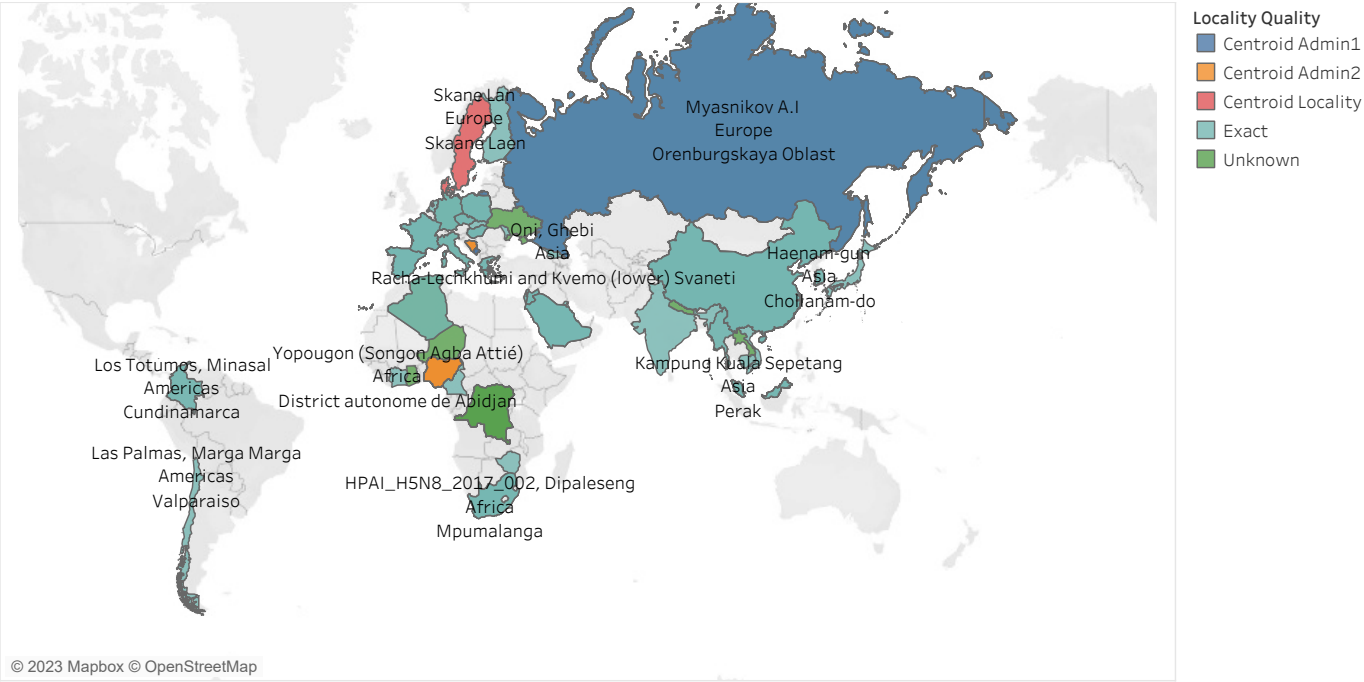 Locality Quality
Centroid Admin1
Centroid Admin2
Centroid Locality
Exact
Unknown
Skane Lan
Europe
Skaane Laen
Myasnikov A.I
Europe
Orenburgskaya Oblast
Oni, Ghebi
Asia
Racha-Lechkhumi and Kvemo (lower) Svaneti
Haenam-gun
Asia
Chollanam-do
Yopougon (Songon Agba Attié)
Africa
District autonome de Abidjan
Kampung Kuala Sepetang
Asia
Perak
Los Totumos, Minasal
Americas
Cundinamarca
Las Palmas, Marga Marga
Americas
Valparaiso
HPAI_H5N8_2017_002, Dipaleseng
Africa
Mpumalanga
© 2023 Mapbox © OpenStreetMap